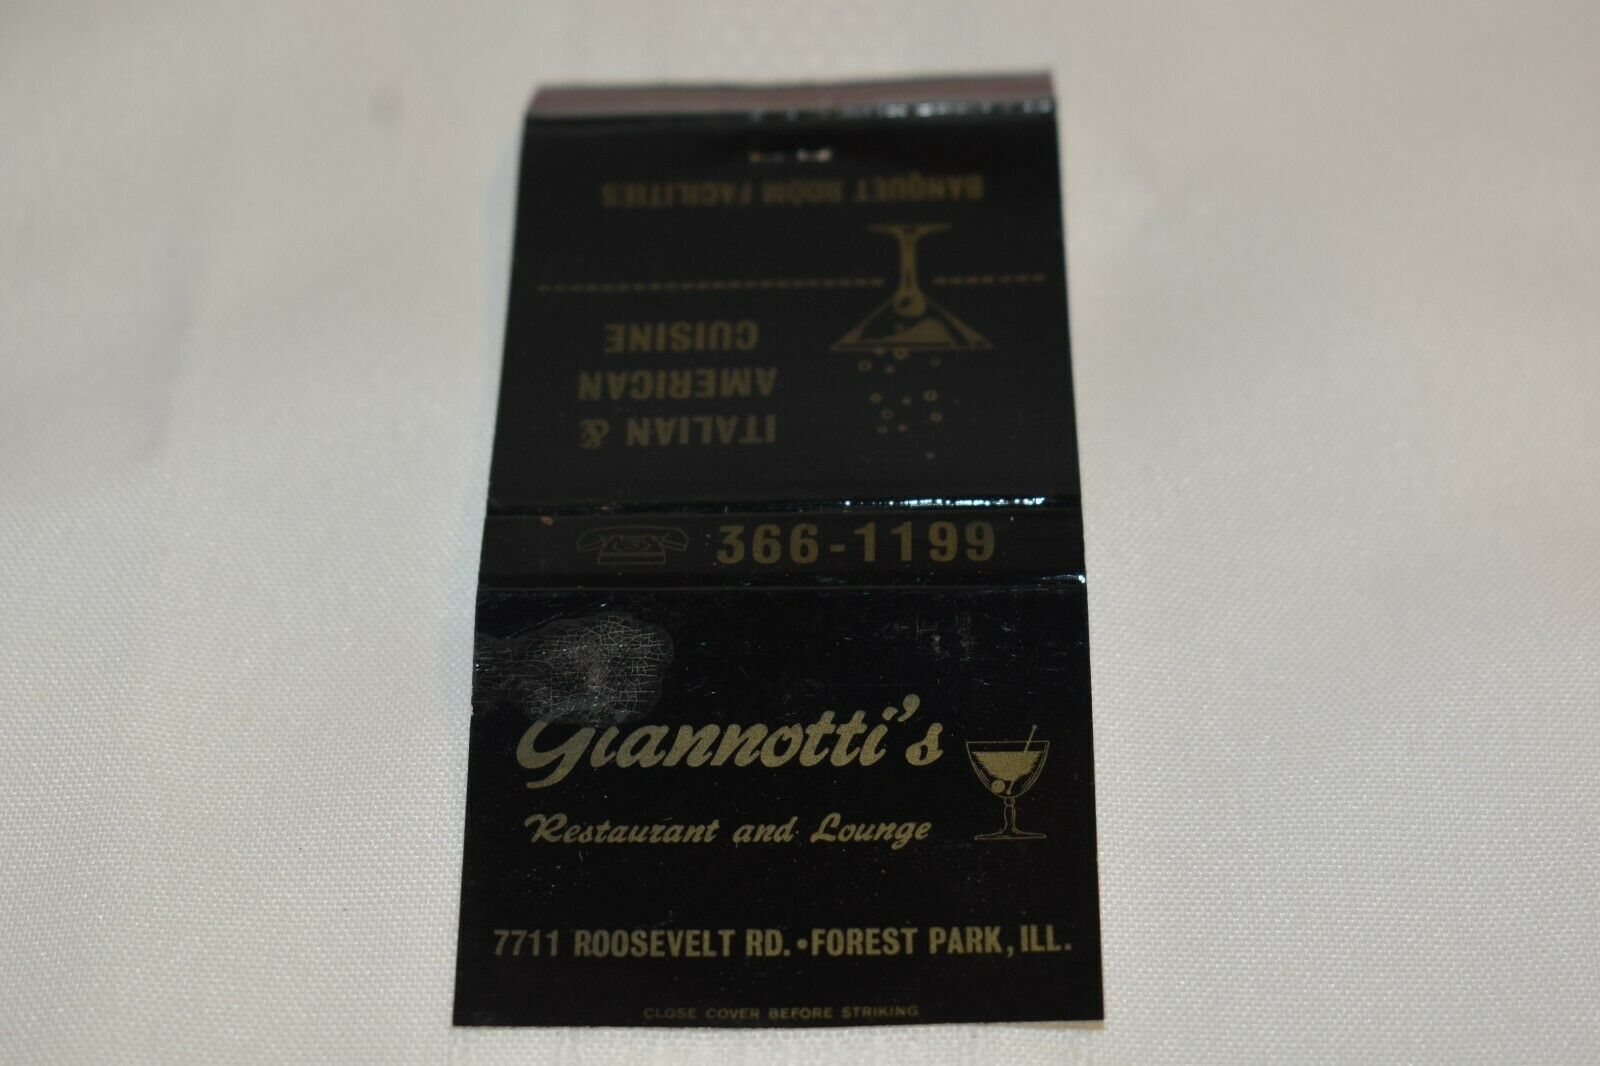 BANQUET ROOM FACILITIES
ITALIAN &
AMERICAN
CUISINE
366-1199
Giannotti's
Restaurant and Lounge
7711 ROOSEVELT RD. • FOREST PARK, ILL.
CLOSE COVER BEFORE STRIKING